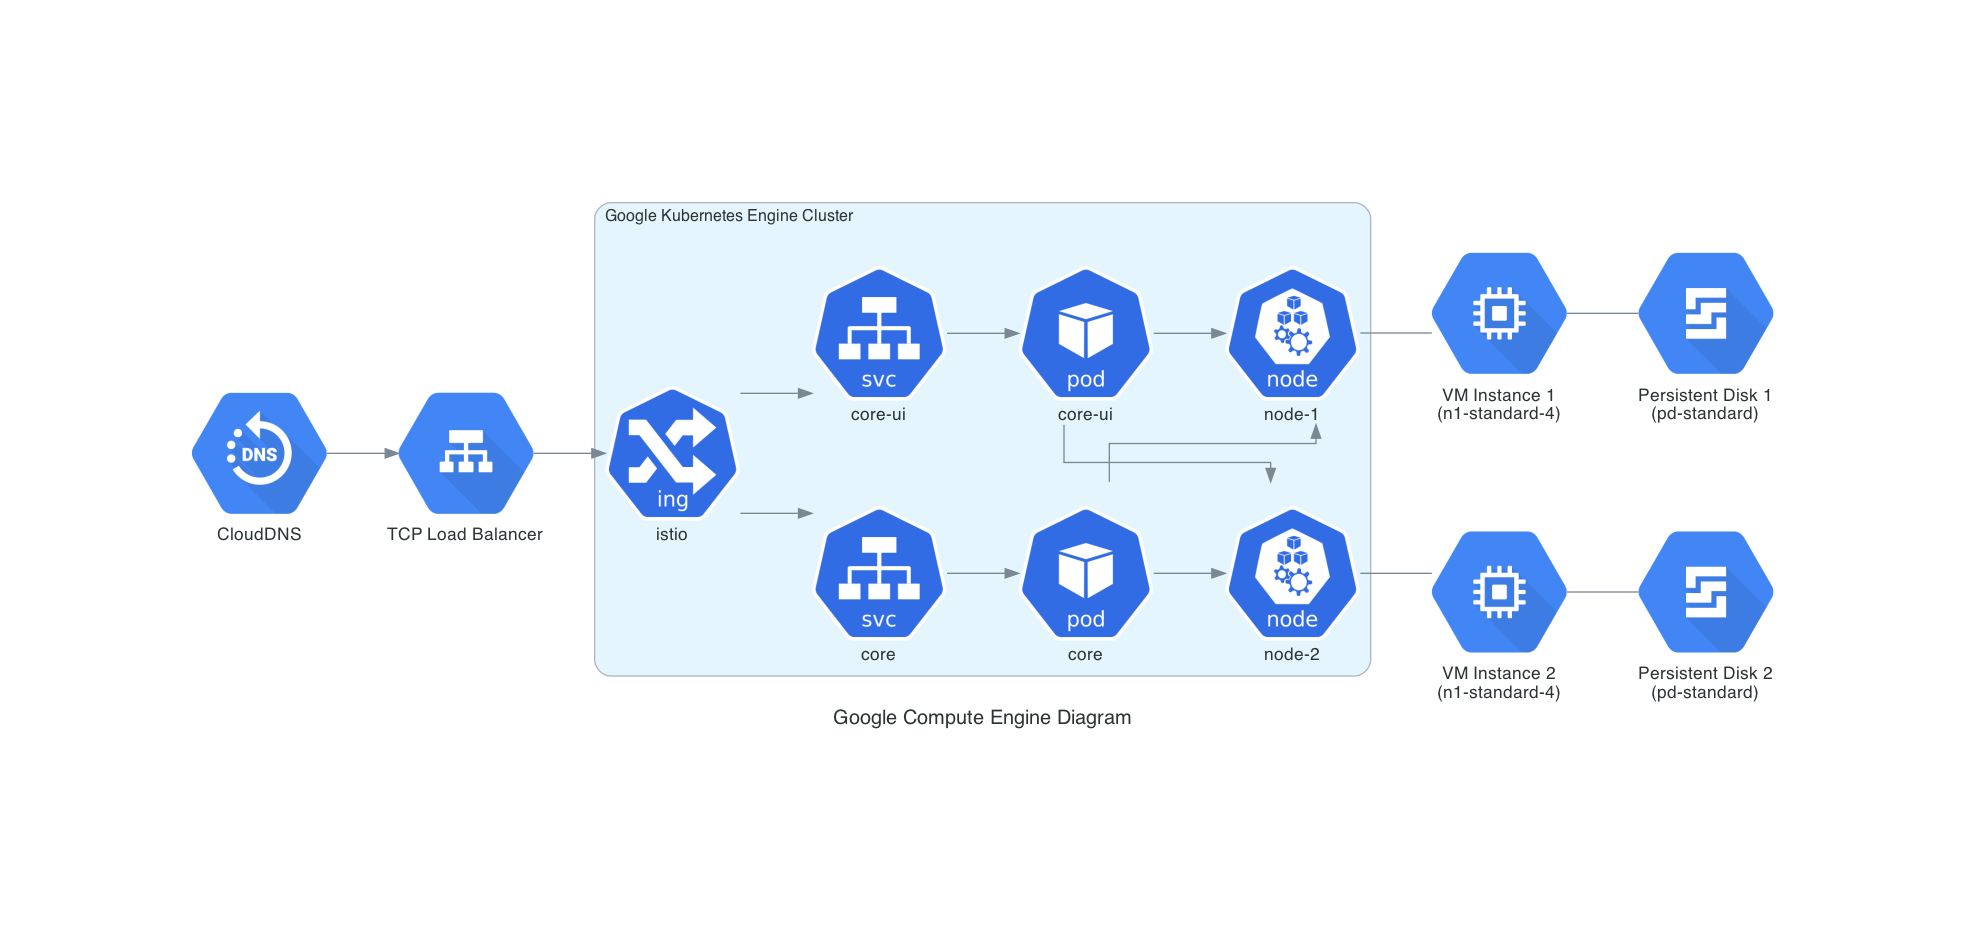 Google Kubernetes Engine Cluster
DNS
CloudDNS
TCP Load Balancer
ing
istio
svc
core-ui
pod
core-ui
node
node-1
VM Instance 1
(n1-standard-4)
Persistent Disk 1
(pd-standard)
svc
core
pod
core
node
node-2
VM Instance 2
(n1-standard-4)
Persistent Disk 2
(pd-standard)
Google Compute Engine Diagram